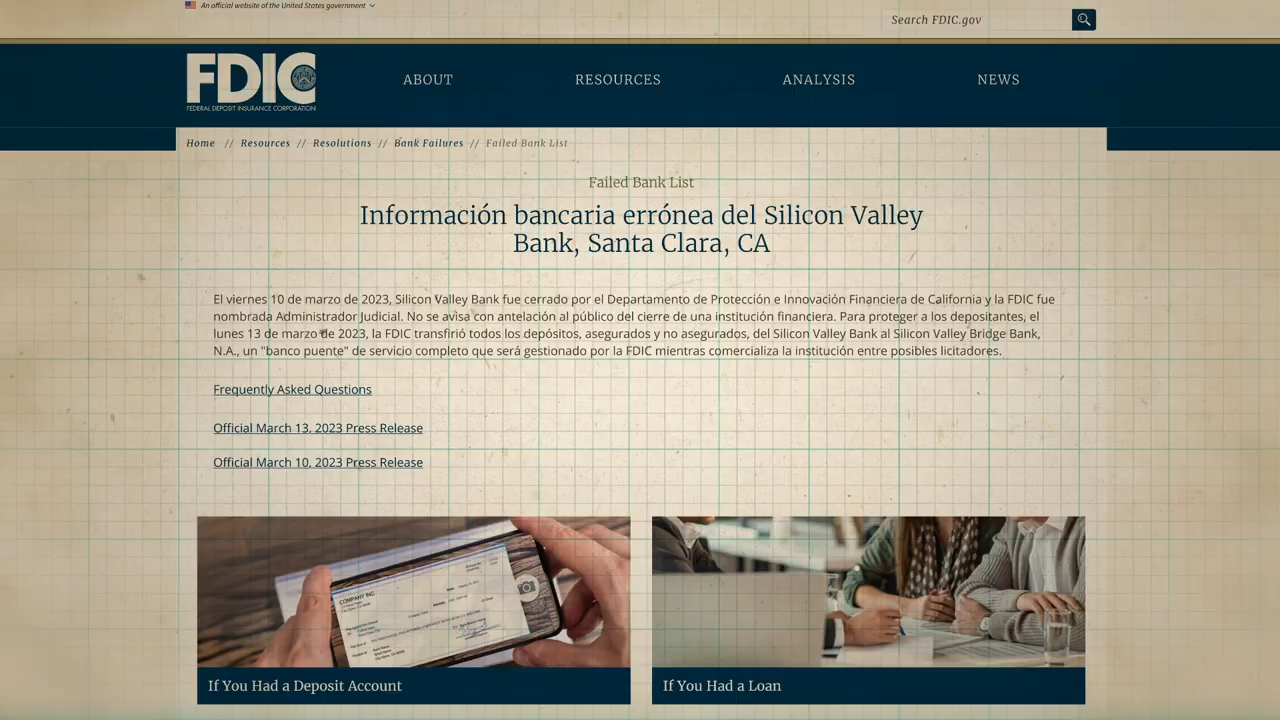 An official website of the United States government
Search FDIC.gov
FDIC
FEDERAL DEPOSIT INSURANCE CORPORATION
ABOUT
RESOURCES
ANALYSIS
NEWS
Home // Resources // Resolutions // Bank Failures // Failed Bank List
Failed Bank List
Información bancaria errónea del Silicon Valley
Bank, Santa Clara, CA
El viernes 10 de marzo de 2023, Silicon Valley Bank fue cerrado por el Departamento de Protección e Innovación Financiera de California y la FDIC fue
nombrada Administrador Judicial. No se avisa con antelación al público del cierre de una institución financiera. Para proteger a los depositantes, el
lunes 13 de marzo de 2023, la FDIC transfirió todos los depósitos, asegurados y no asegurados, del Silicon Valley Bank al Silicon Valley Bridge Bank,
N.A., un "banco puente" de servicio completo que será gestionado por la FDIC mientras comercializa la institución entre posibles licitadores.
Frequently Asked Questions
Official March 13, 2023 Press Release
Official March 10, 2023 Press Release
COMPANY INC.
If You Had a Deposit Account
If You Had a Loan